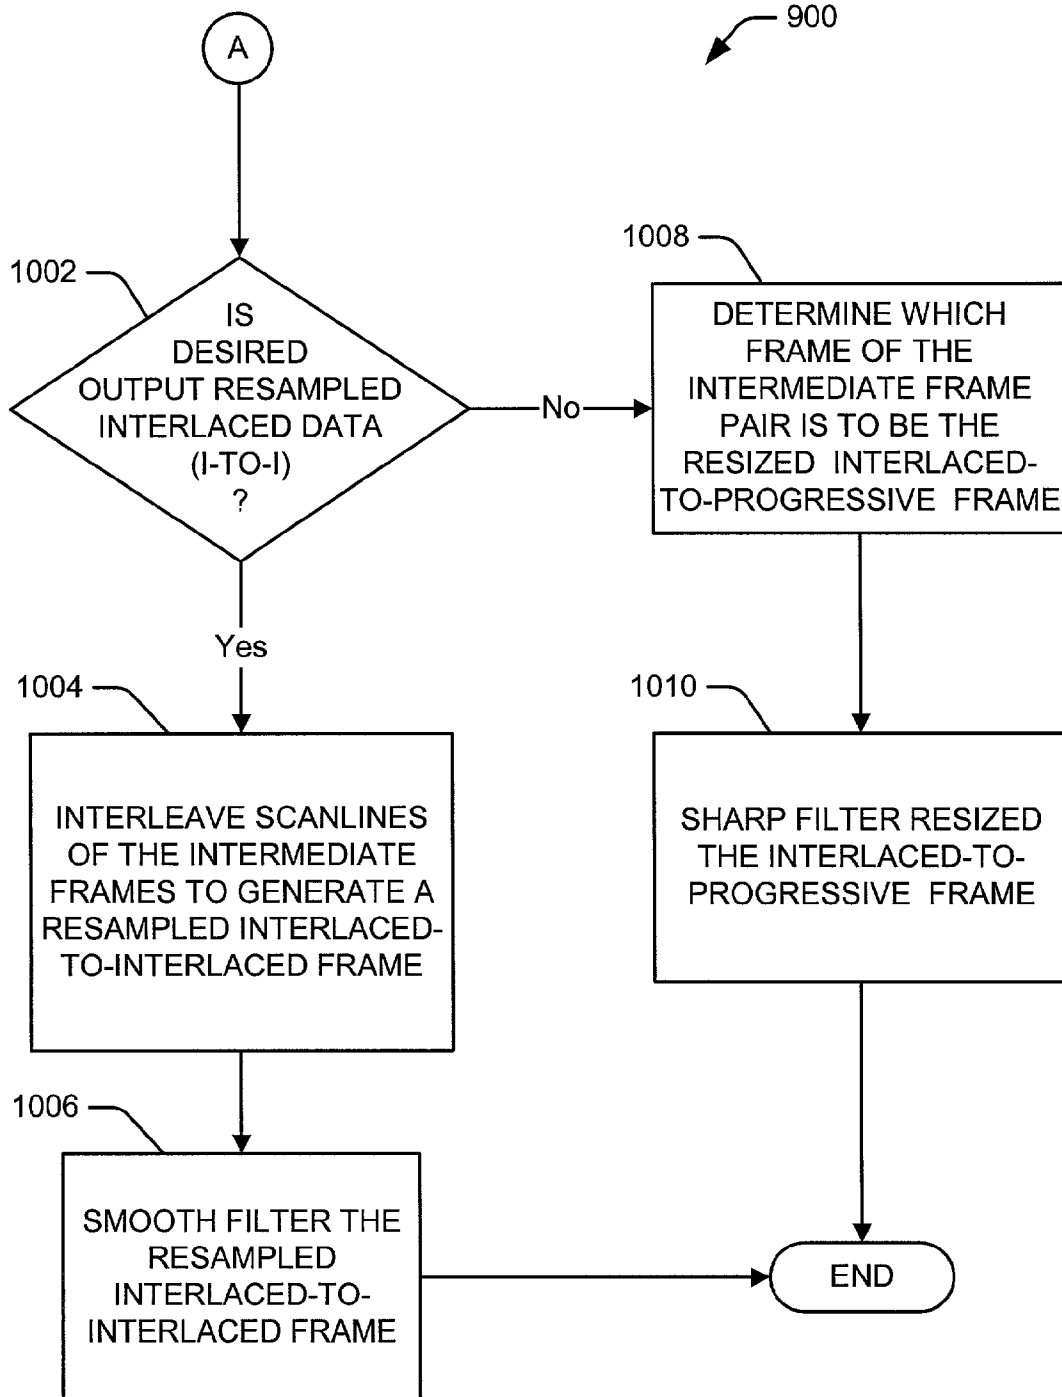 900
A
1002
IS
DESIRED
OUTPUT RESAMPLED
INTERLACED DATA
(I-TO-I)
?
No
1008
DETERMINE WHICH
FRAME OF THE
INTERMEDIATE FRAME
PAIR IS TO BE THE
RESIZED INTERLACED-
TO-PROGRESSIVE FRAME
Yes
1004
INTERLEAVE SCANLINES
OF THE INTERMEDIATE
FRAMES TO GENERATE A
RESAMPLED INTERLACED-
TO-INTERLACED FRAME
1010
SHARP FILTER RESIZED
THE INTERLACED-TO-
PROGRESSIVE FRAME
1006
SMOOTH FILTER THE
RESAMPLED
INTERLACED-TO-
INTERLACED FRAME
END